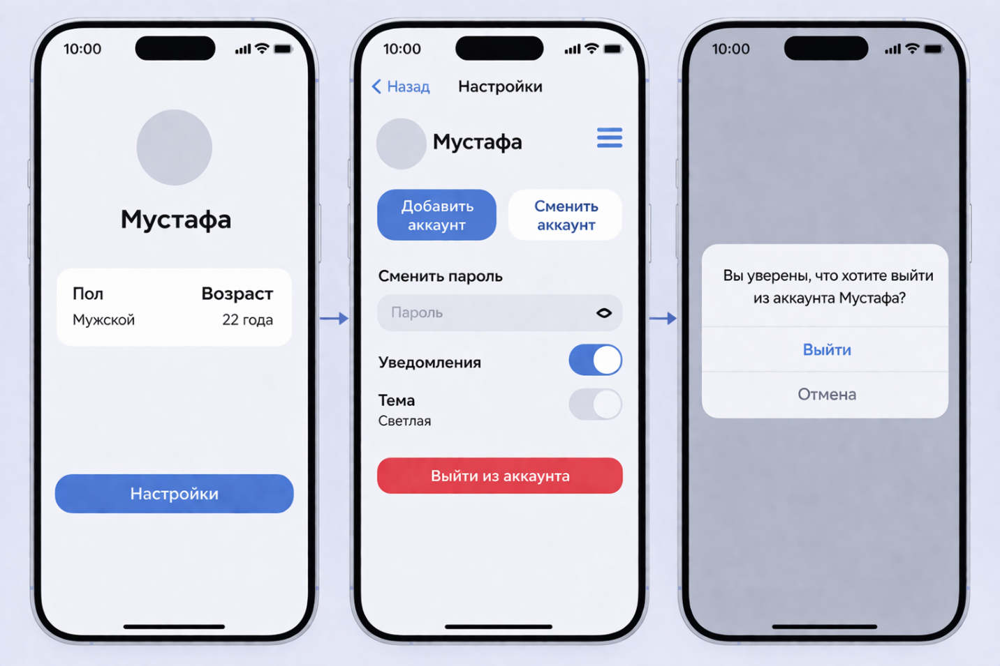 10:00
Мустафа
Пол
Возраст
Мужской
22 года
Настройки
10:00
Назад
Настройки
Мустафа
Добавить
аккаунт
Сменить
аккаунт
Сменить пароль
Пароль
Уведомления
Тема
Светлая
Выйти из аккаунта
10:00
Вы уверены, что хотите выйти
из аккаунта Мустафа?
Выйти
Отмена